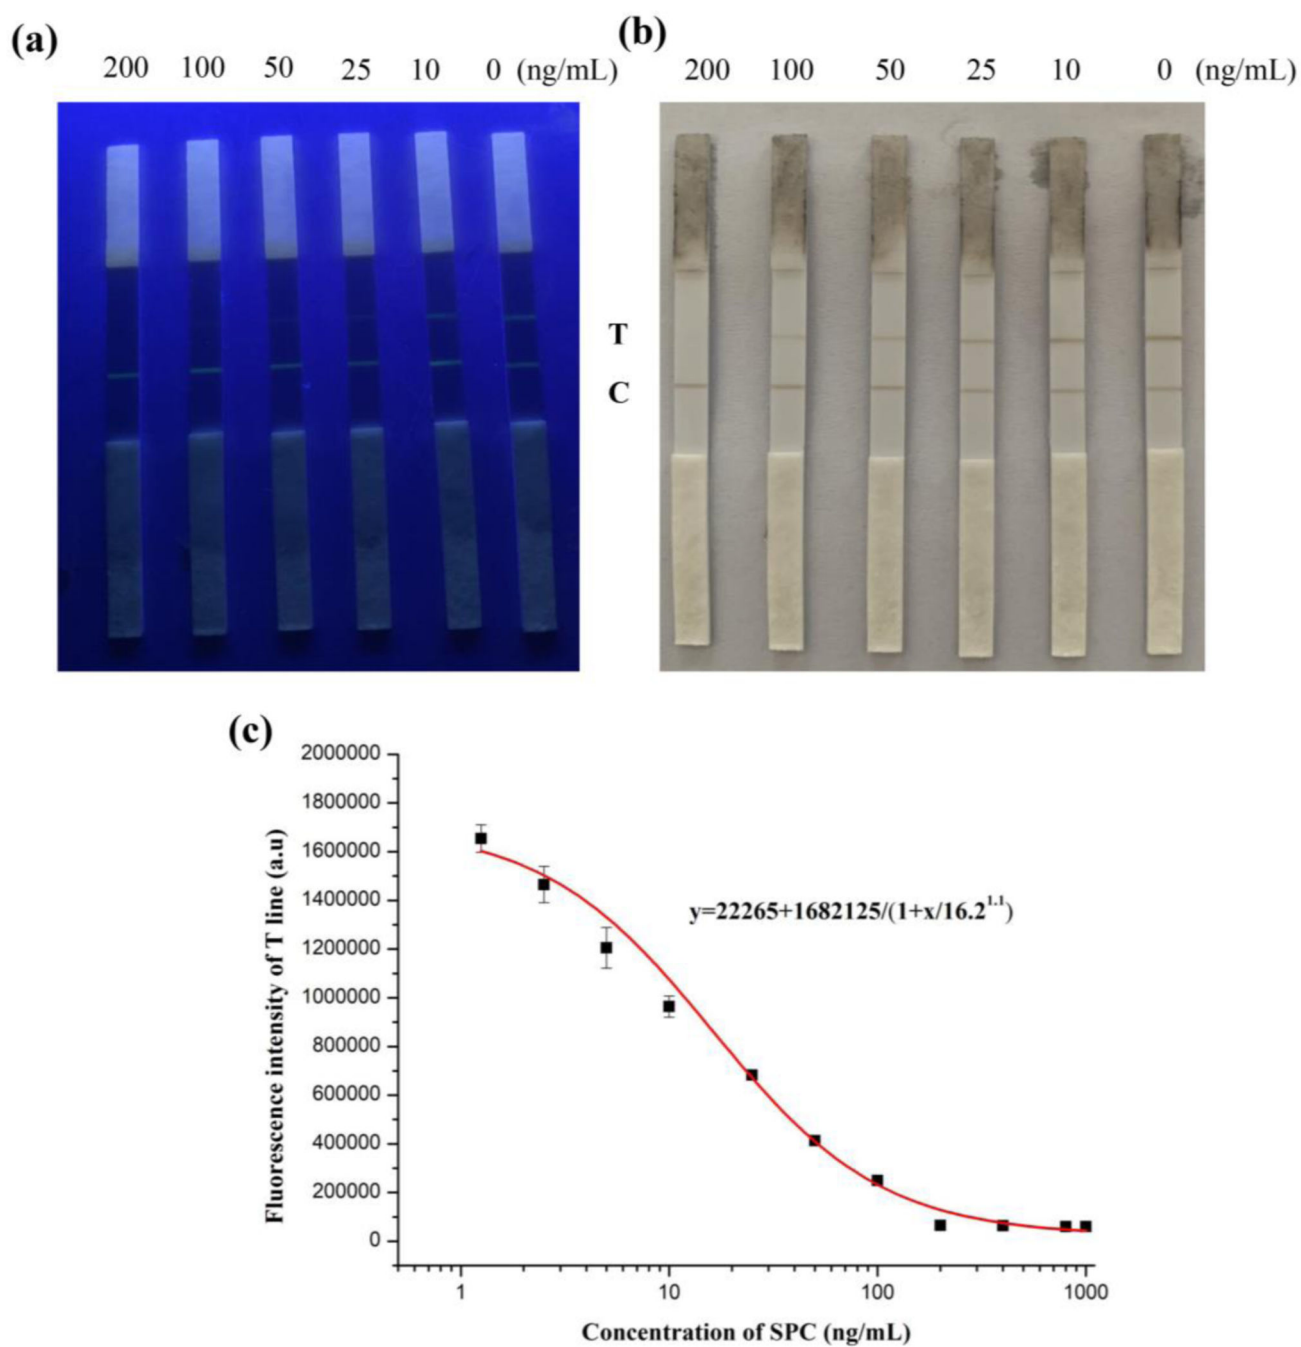 (a)
200 100 50 25 10 0 (ng/mL)
(b)
200 100 50 25 10 0 (ng/mL)
T
C
(c)
2000000
1800000
1600000
1400000
1200000
1000000
800000
600000
400000
200000
0
Fluorescence intensity of T line (a.u)
y=22265+1682125/(1+x/16.2^1.1)
1 10 100 1000
Concentration of SPC (ng/mL)